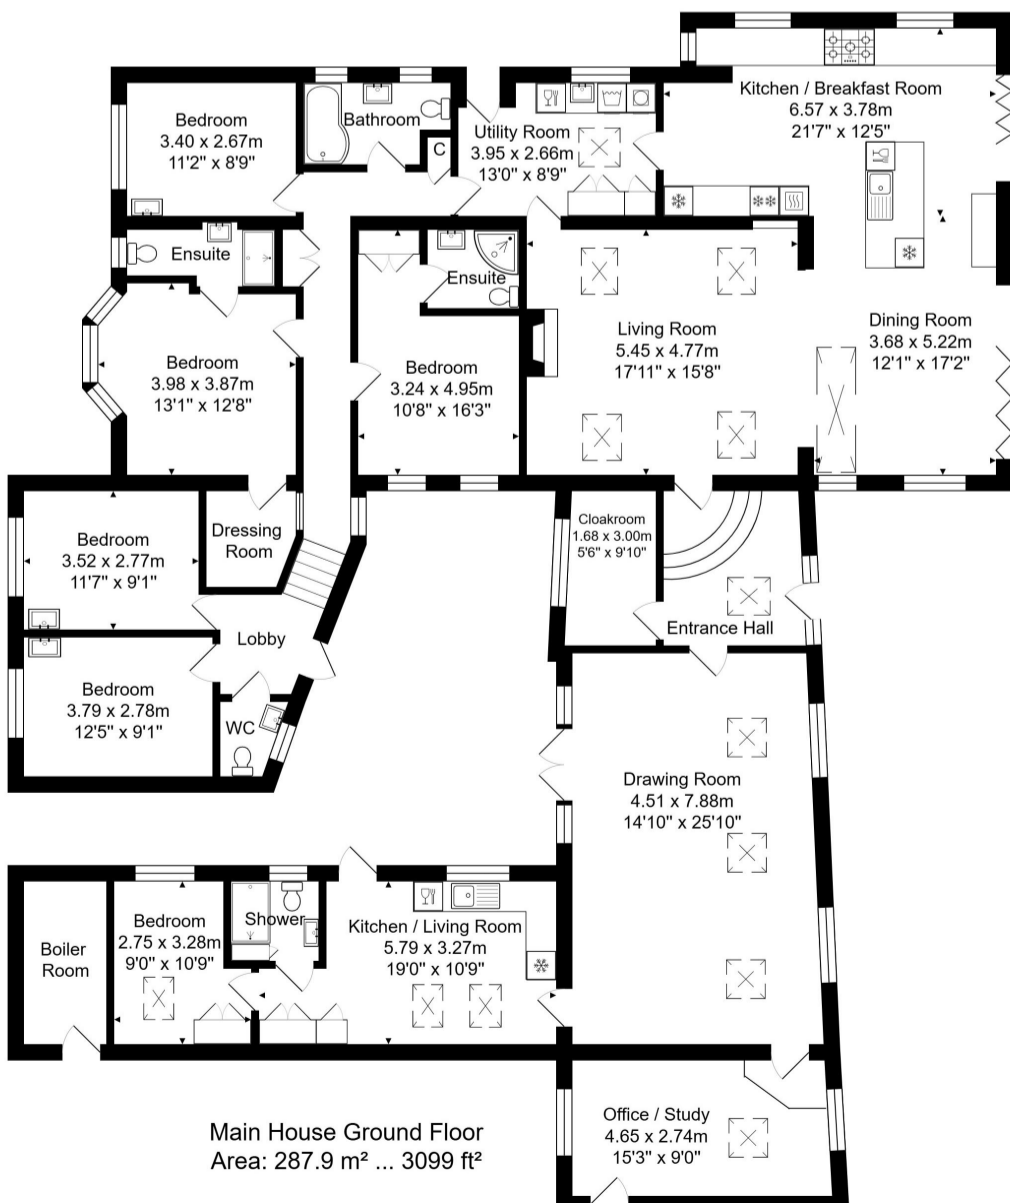 Kitchen / Breakfast Room
6.57 x 3.78m
21'7" x 12'5"
Bedroom
3.40 x 2.67m
11'2" x 8'9"
Bathroom
C
Utility Room
3.95 x 2.66m
13'0" x 8'9"
Ensuite
Ensuite
Living Room
5.45 x 4.77m
17'11" x 15'8"
Dining Room
3.68 x 5.22m
12'1" x 17'2"
Bedroom
3.98 x 3.87m
13'1" x 12'8"
Bedroom
3.24 x 4.95m
10'8" x 16'3"
Bedroom
3.52 x 2.77m
11'7" x 9'1"
Dressing
Room
Cloakroom
1.68 x 3.00m
5'6" x 9'10"
Lobby
Entrance Hall
Bedroom
3.79 x 2.78m
12'5" x 9'1"
WC
Drawing Room
4.51 x 7.88m
14'10" x 25'10"
Boiler
Room
Bedroom
2.75 x 3.28m
9'0" x 10'9"
Shower
Kitchen / Living Room
5.79 x 3.27m
19'0" x 10'9"
Office / Study
4.65 x 2.74m
15'3" x 9'0"
Main House Ground Floor
Area: 287.9 m² ... 3099 ft²